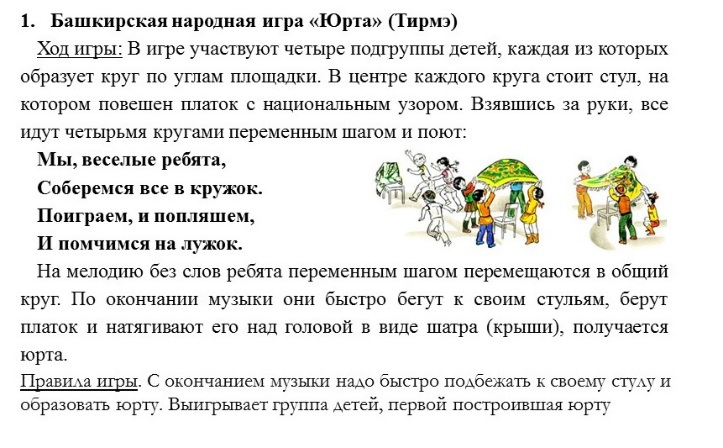 1. Башкирская народная игра «Юрта» (Тирмэ)
Ход игры: В игре участвуют четыре подгруппы детей, каждая из которых
образует круг по углам площадки. В центре каждого круга стоит стул, на
котором повешен платок с национальным узором. Взявшись за руки, все
идут четырьмя кругами переменным шагом и поют:
Мы, веселые ребята,
Соберемся все в кружок.
Поиграем, и попляшем,
И помчимся на лужок.
На мелодию без слов ребята переменным шагом перемещаются в общий
круг. По окончании музыки они быстро бегут к своим стульям, берут
платок и натягивают его над головой в виде шатра (крыши), получается
юрта.
Правила игры. С окончанием музыки надо быстро подбежать к своему стулу и
образовать юрту. Выигрывает группа детей, первой построившая юрту